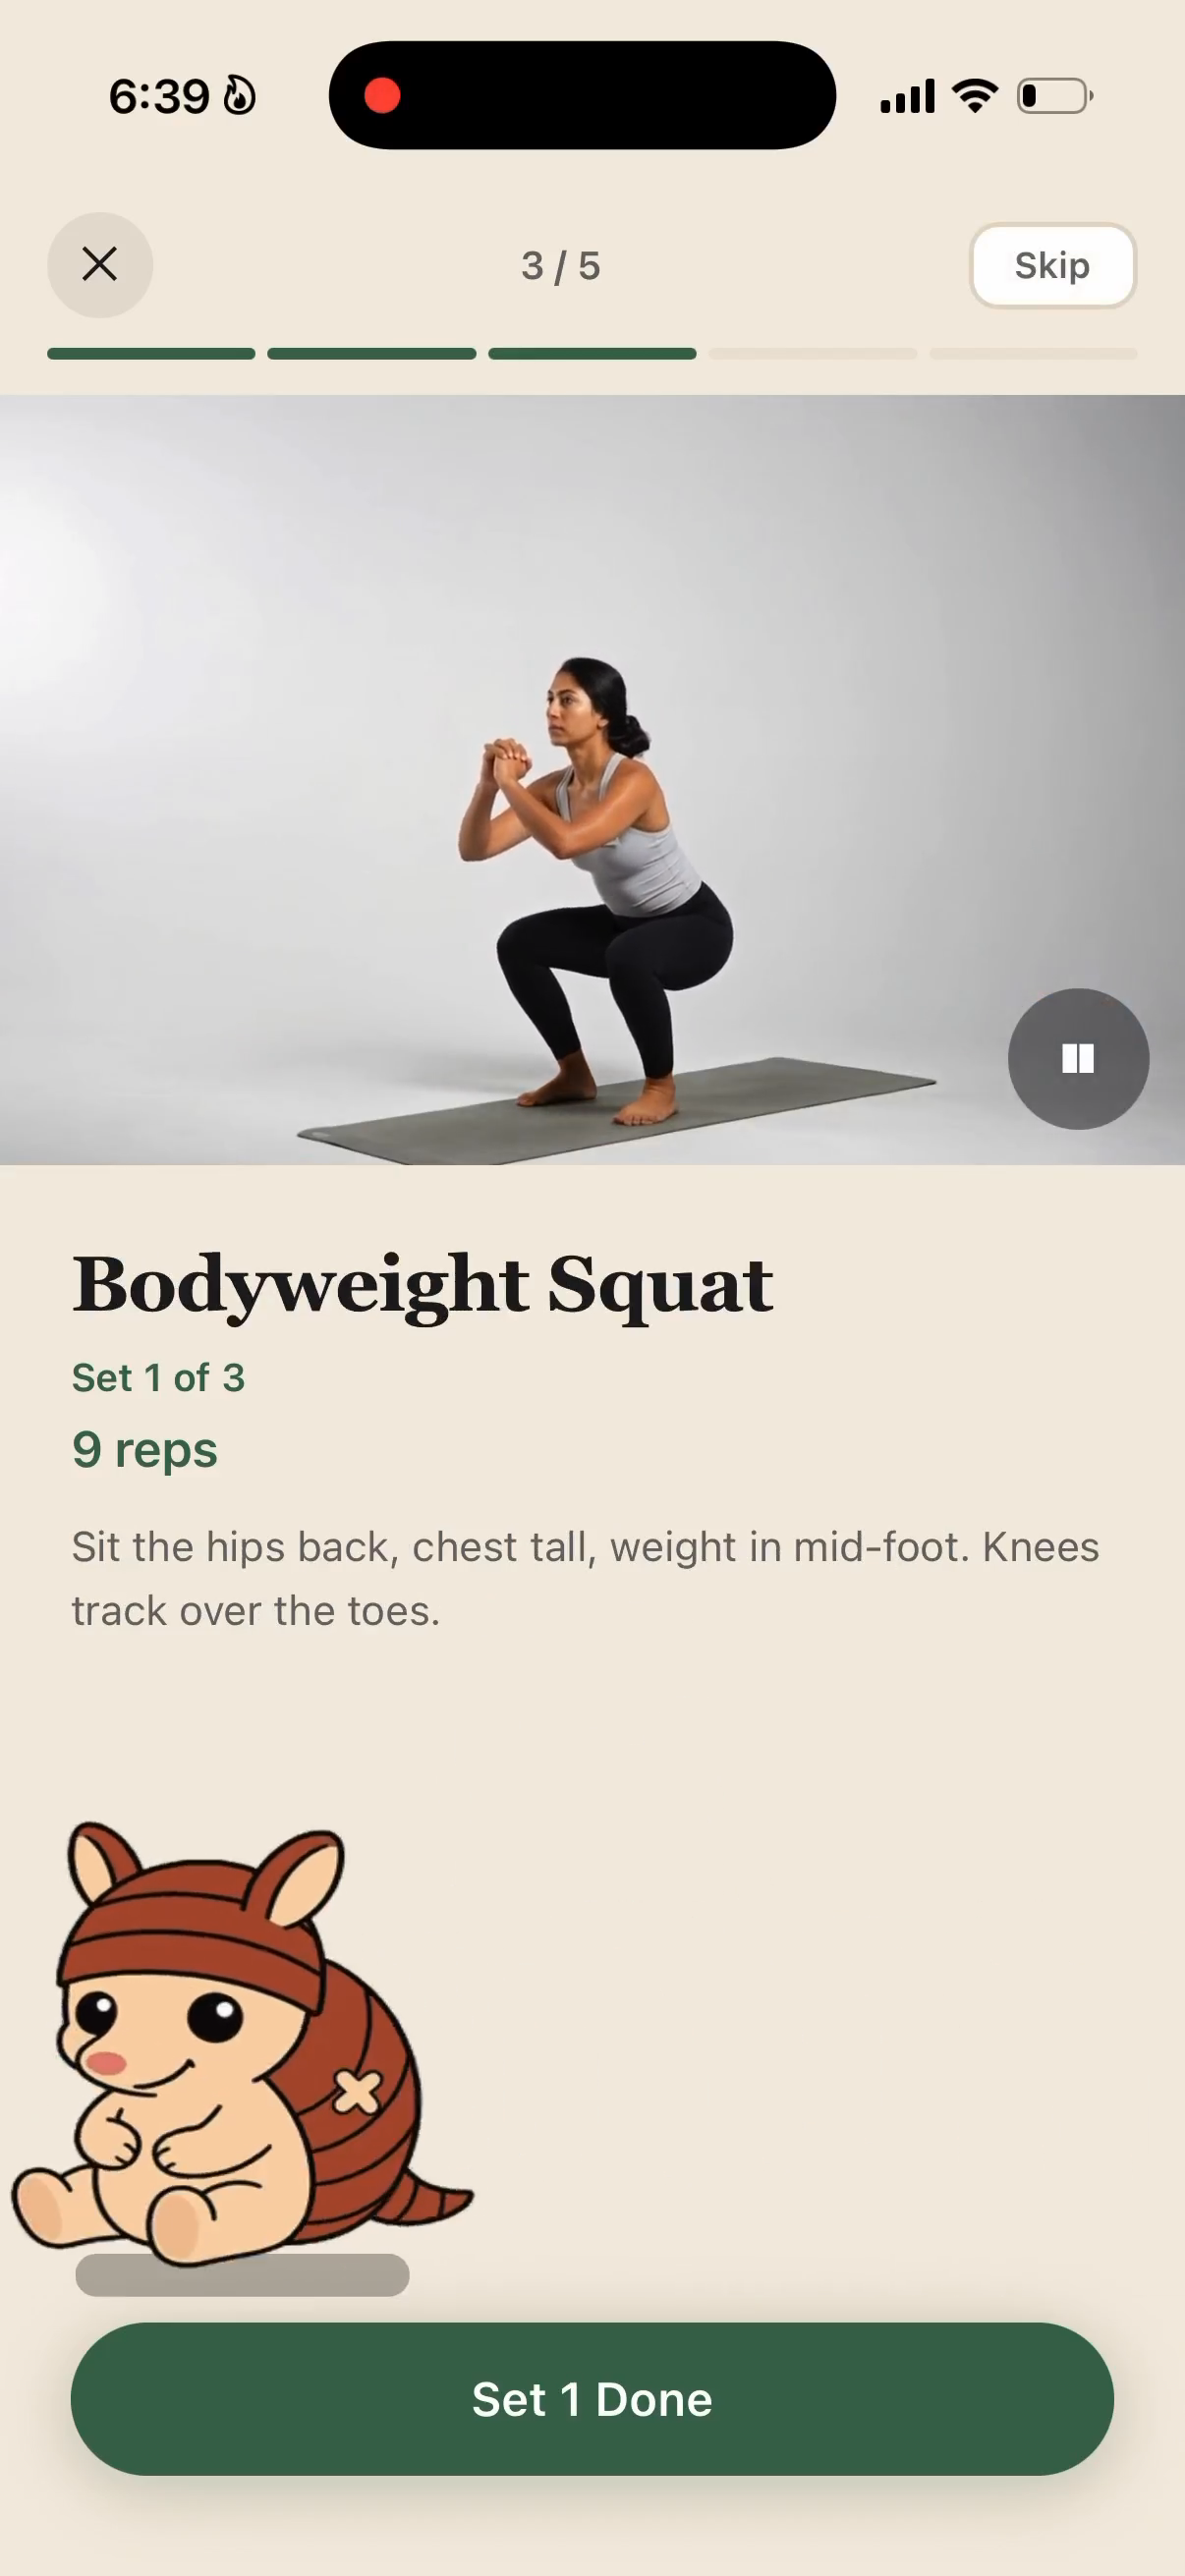 6:39
3 / 5
Skip
Bodyweight Squat
Set 1 of 3
9 reps
Sit the hips back, chest tall, weight in mid-foot. Knees
track over the toes.
Set 1 Done